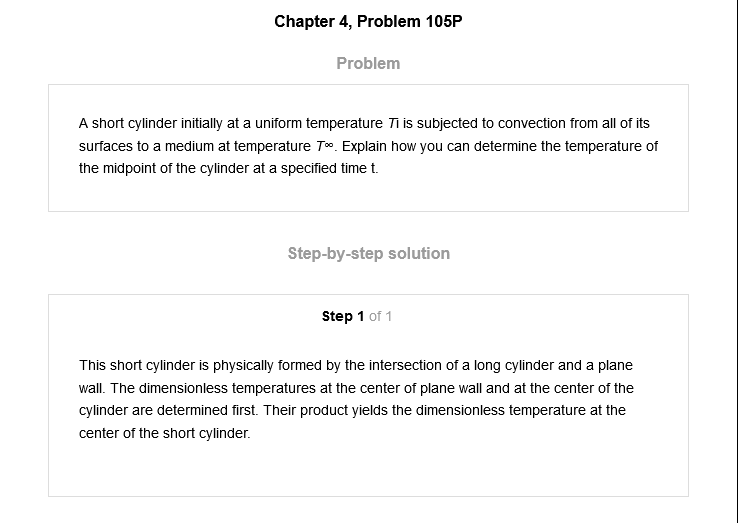 Chapter 4, Problem 105P
Problem
A short cylinder initially at a uniform temperature Ti is subjected to convection from all of its
surfaces to a medium at temperature T∞. Explain how you can determine the temperature of
the midpoint of the cylinder at a specified time t.
Step-by-step solution
Step 1 of 1
This short cylinder is physically formed by the intersection of a long cylinder and a plane
wall. The dimensionless temperatures at the center of plane wall and at the center of the
cylinder are determined first. Their product yields the dimensionless temperature at the
center of the short cylinder.